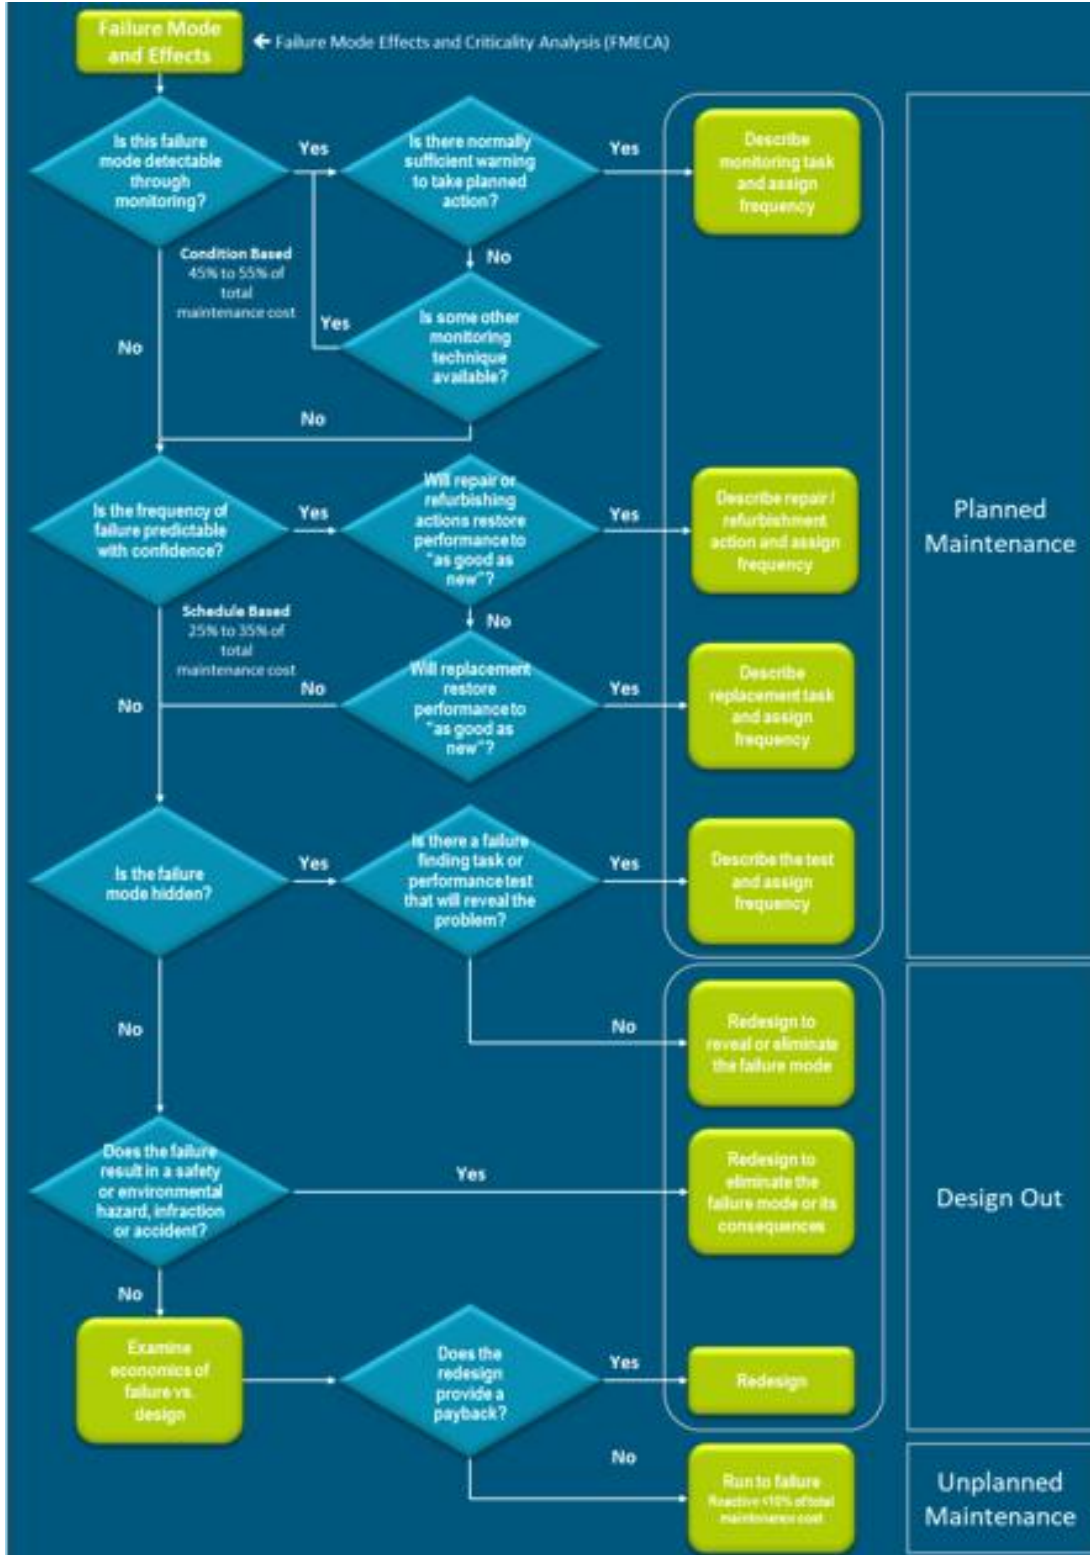 Failure Mode
and Effects
← Failure Mode Effects and Criticality Analysis (FMECA)
Is this failure
mode detectable
through
monitoring?
Yes
Is there normally
sufficient warning
to take planned
action?
Yes
Describe
monitoring task
and assign
frequency
Condition Based
45% to 55% of
total
maintenance cost
No
No
Yes
Is some other
monitoring
technique
available?
No
Is the frequency of
failure predictable
with confidence?
Yes
Will repair or
refurbishing
actions restore
performance to
"as good as
new"?
Yes
Describe repair /
refurbishment
action and assign
frequency
Planned
Maintenance
Schedule Based
25% to 35% of
total
maintenance cost
No
No
No
Will replacement
restore
performance to
"as good as
new"?
Yes
Describe
replacement task
and assign
frequency
Is the failure
mode hidden?
Yes
Is there a failure
finding task or
performance test
that will reveal the
problem?
Yes
Describe the test
and assign
frequency
No
No
Redesign to
reveal or eliminate
the failure mode
Does the failure
result in a safety
or environmental
hazard, infraction
or accident?
Yes
Redesign to
eliminate the
failure mode or its
consequences
Design Out
No
Examine
economics of
failure vs.
design
Does the
redesign
provide a
payback?
Yes
Redesign
No
Run to failure
Reactive <10% of total
maintenance cost
Unplanned
Maintenance